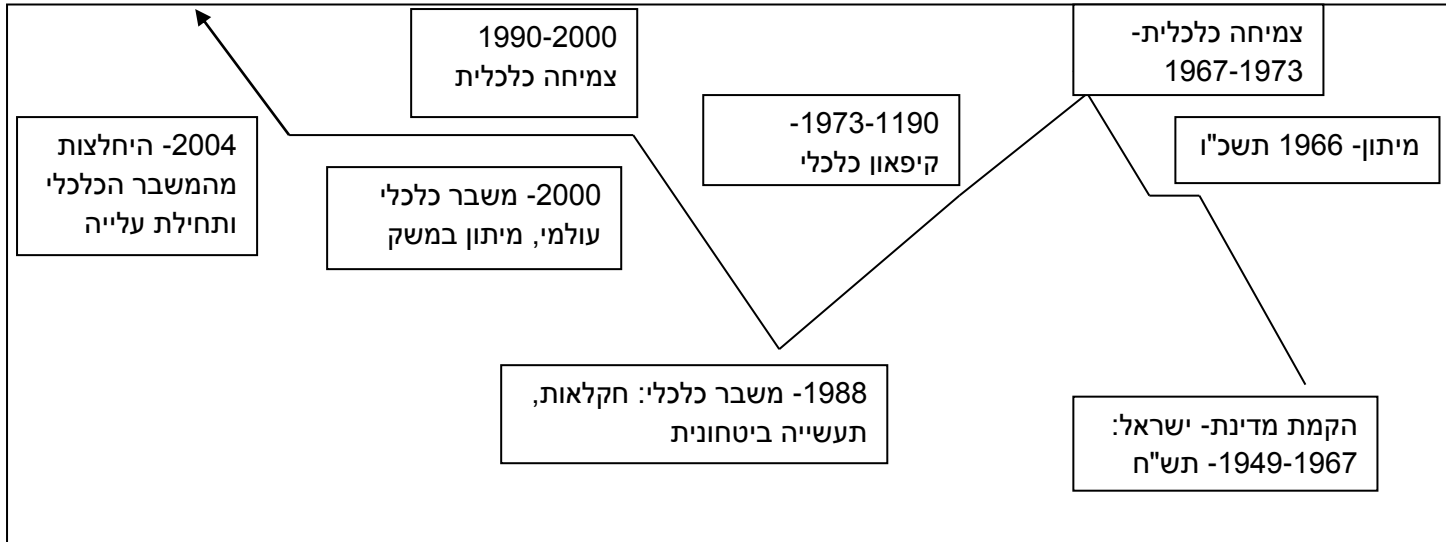 צמיחה כלכלית-
1967-1973
מיתון- 1966 תשכ"ו
הקמת מדינת- ישראל:
1949-1967- תש"ח
1973-1190-
קיפאון כלכלי
1988- משבר כלכלי: חקלאות,
תעשייה ביטחונית
1990-2000
צמיחה כלכלית
2000- משבר כלכלי
עולמי, מיתון במשק
2004- היחלצות
מהמשבר הכלכלי
ותחילת עלייה